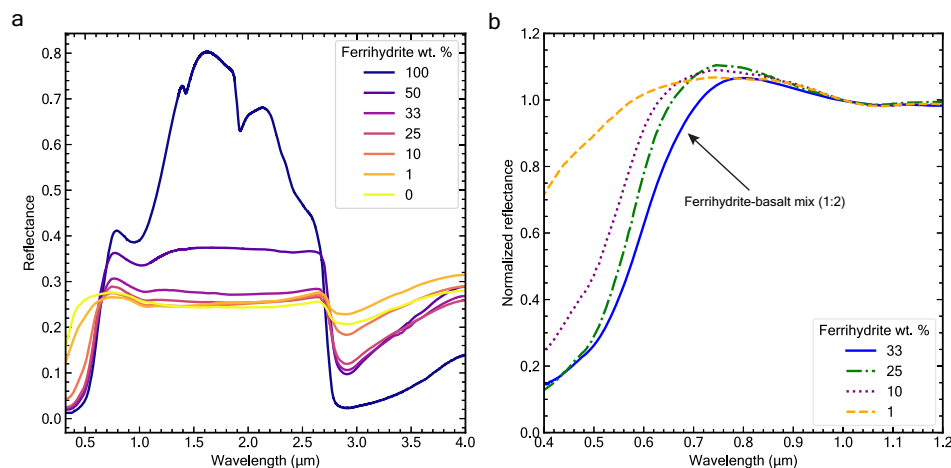 a
Ferrihydrite wt. %
100
50
33
25
10
1
0
Reflectance
0.8
0.7
0.6
0.5
0.4
0.3
0.2
0.1
0.0
0.5 1.0 1.5 2.0 2.5 3.0 3.5 4.0
Wavelength (μm)
b
Normalized reflectance
1.2
1.0
0.8
0.6
0.4
0.2
0.0
Ferrihydrite-basalt mix (1:2)
Ferrihydrite wt. %
33
25
10
1
0.4 0.5 0.6 0.7 0.8 0.9 1.0 1.1 1.2
Wavelength (μm)